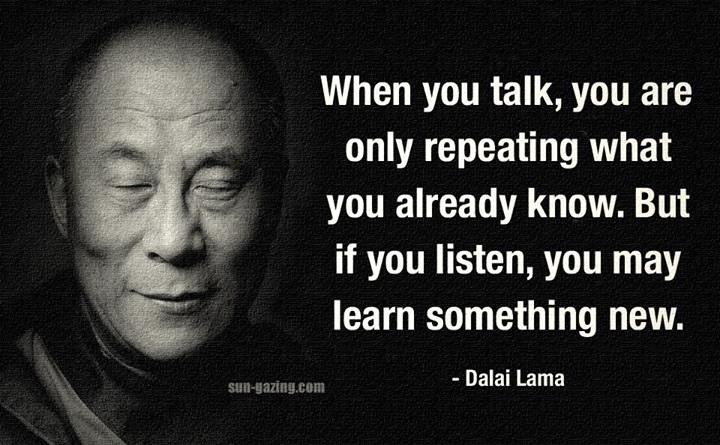 When you talk, you are
only repeating what
you already know. But
if you listen, you may
learn something new.
- Dalai Lama
sun-gazing.com